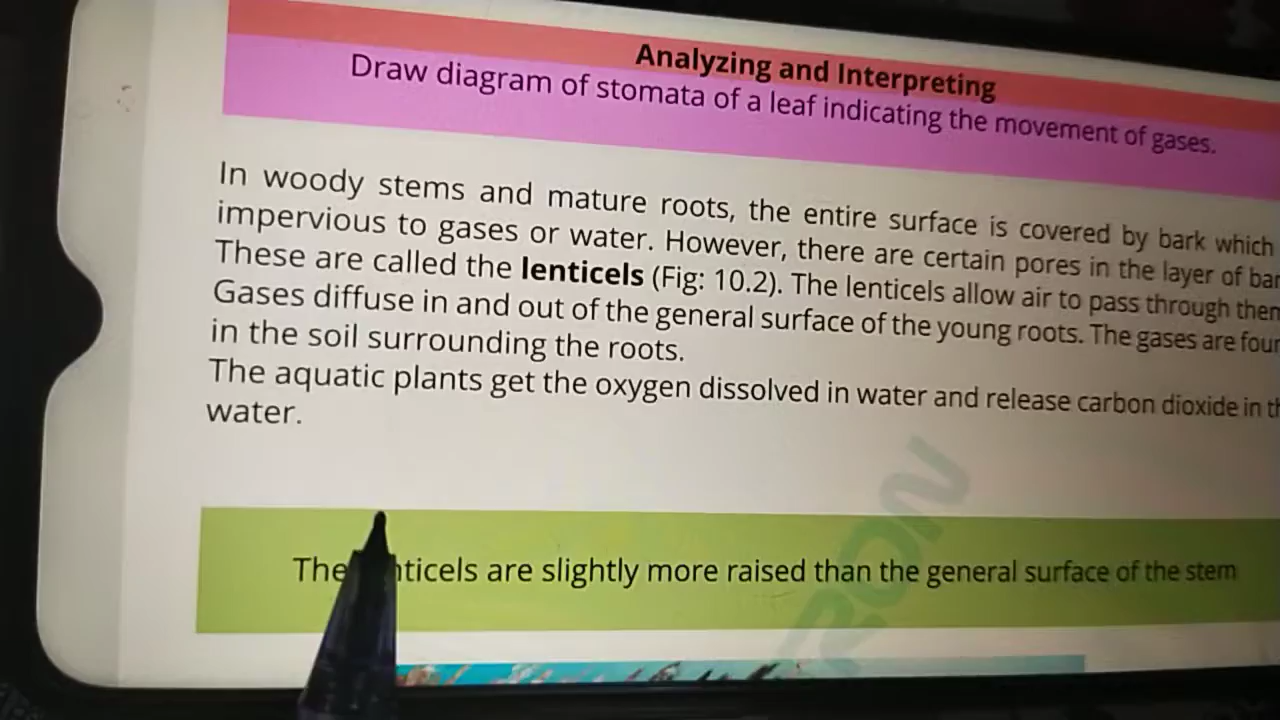 Analyzing and Interpreting
Draw diagram of stomata of a leaf indicating the movement of gases.
In woody stems and mature roots, the entire surface is covered by bark which
impervious to gases or water. However, there are certain pores in the layer of
These are called the lenticels (Fig: 10.2). The lenticels allow air to pass through
Gases diffuse in and out of the general surface of the young roots. The gases are
in the soil surrounding the roots.
The aquatic plants get the oxygen dissolved in water and release carbon dioxide in
water.
The are slightly more raised than the general surface of the stem